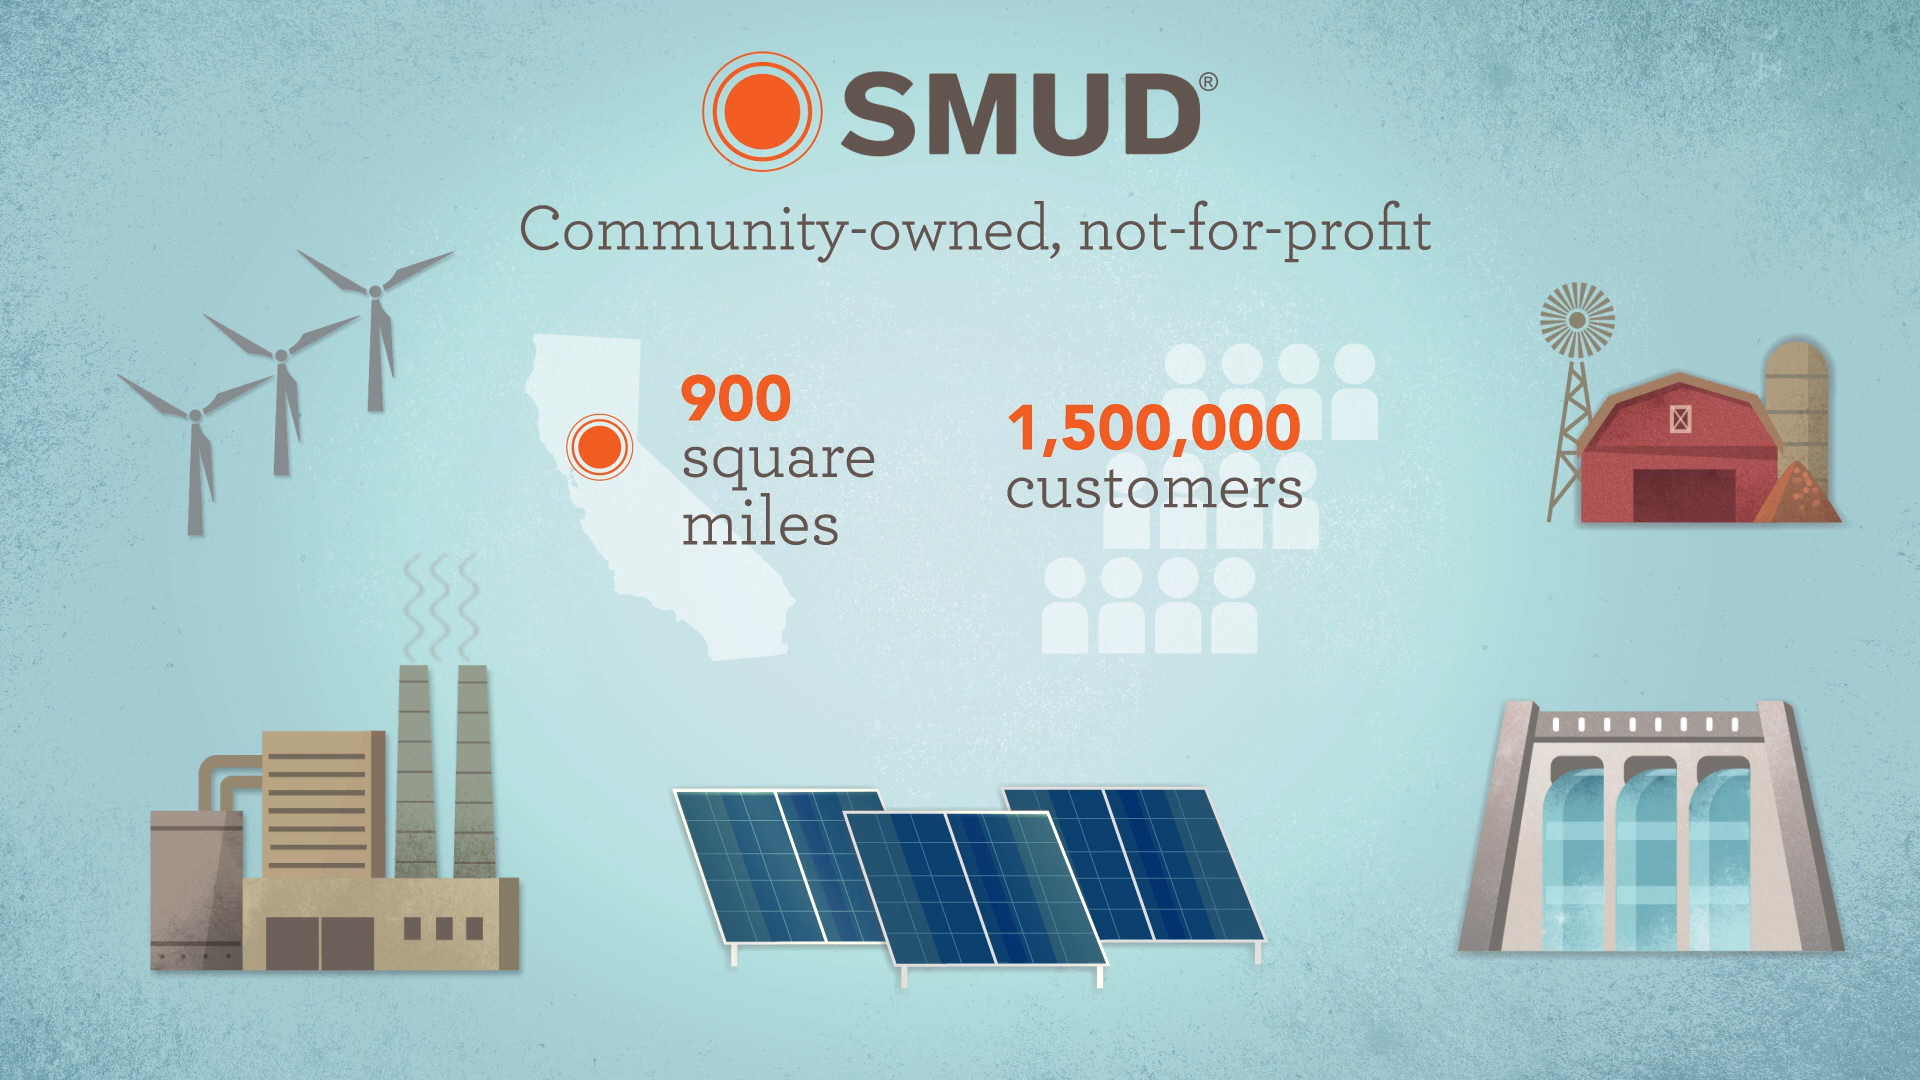 SMUD®
Community-owned, not-for-profit
900
square
miles
1,500,000
customers